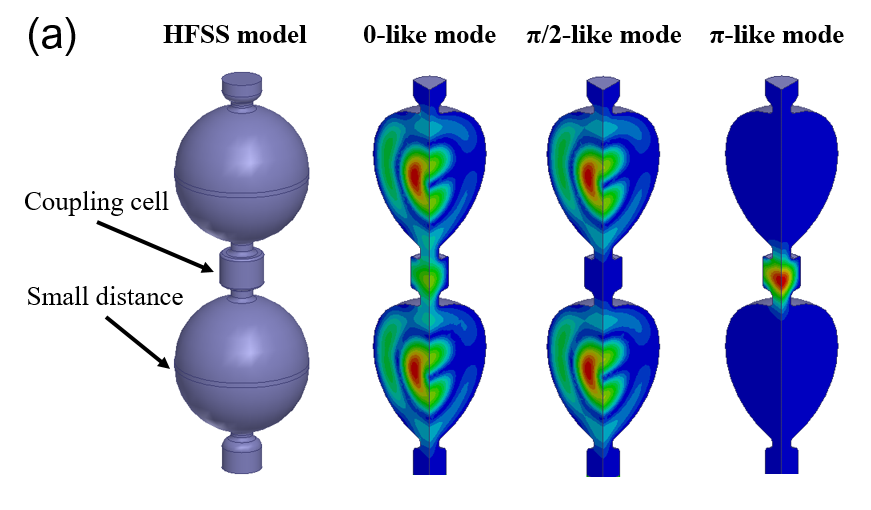 (a) HFSS model 0-like mode π/2-like mode π-like mode
Coupling cell
Small distance